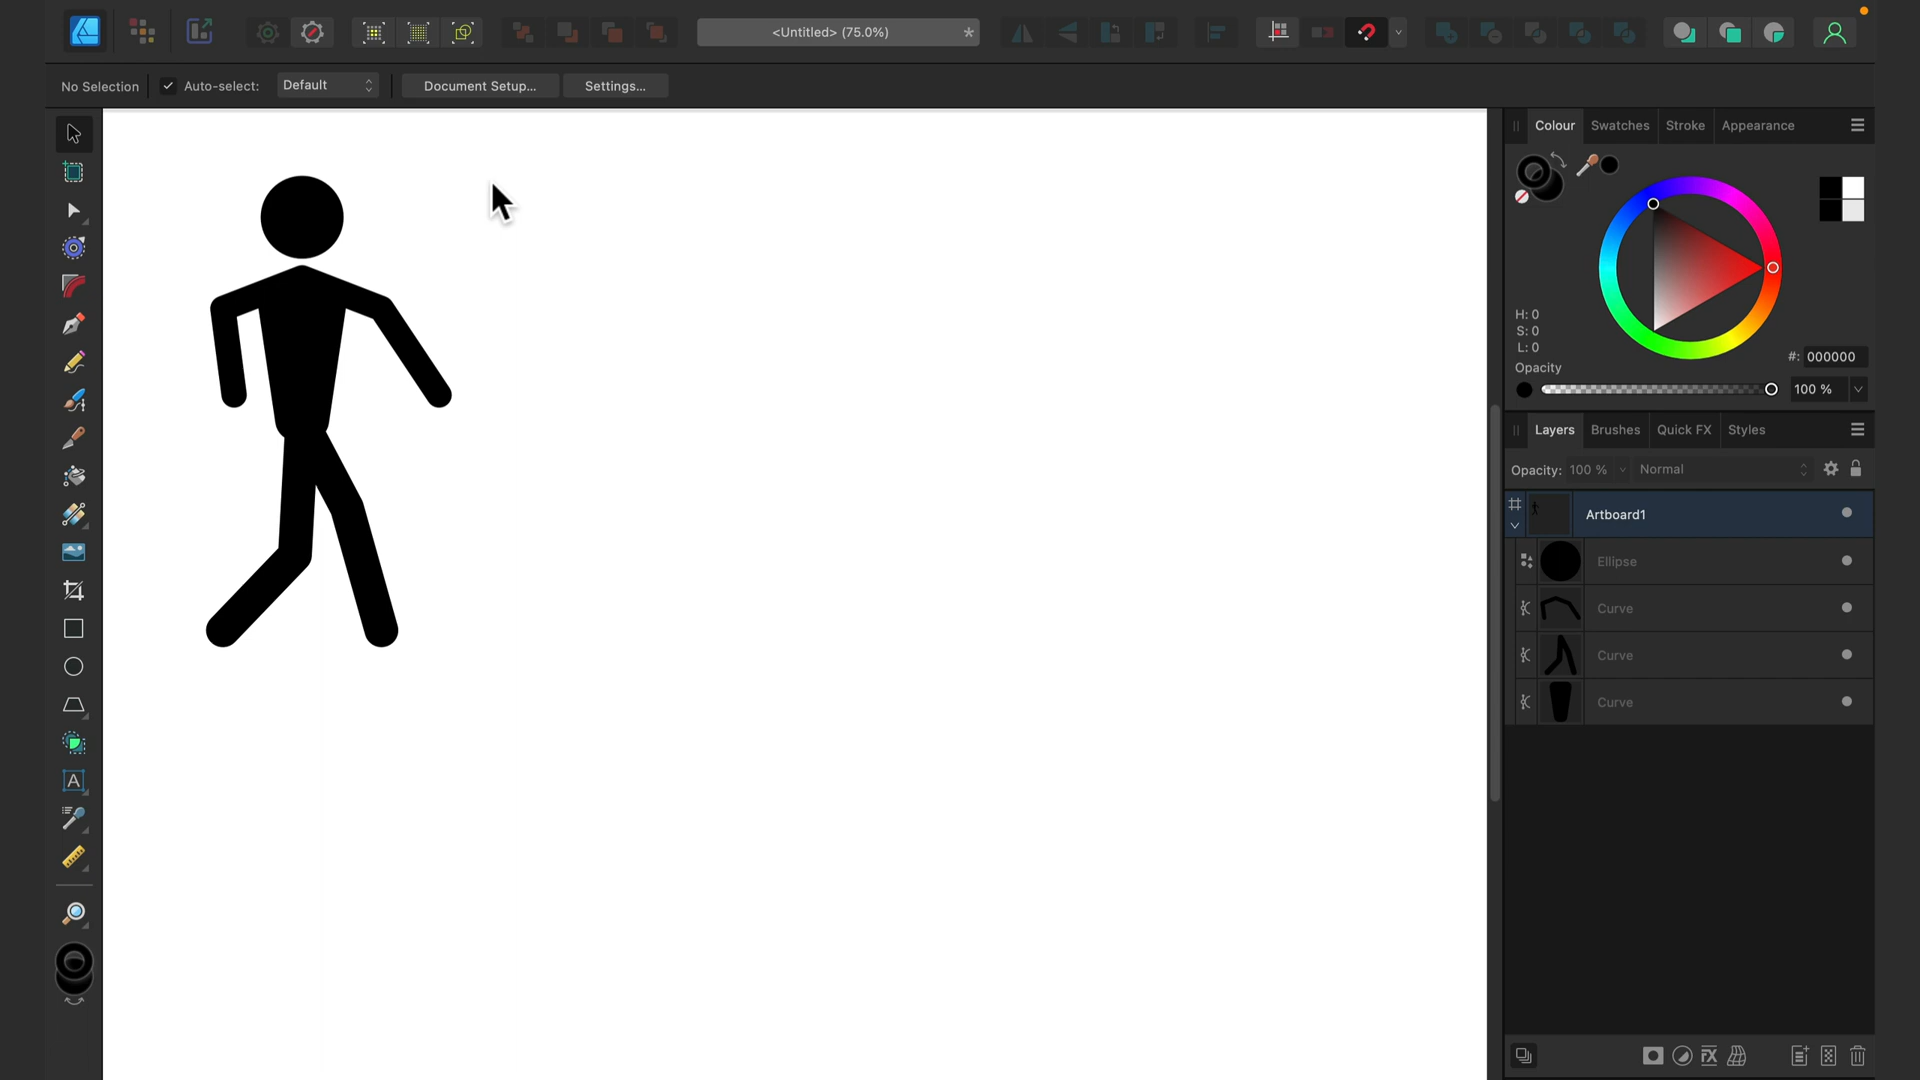 <Untitled> (75.0%)
*
No Selection
Auto-select:
Default
Document Setup...
Settings...
Colour
Swatches
Stroke
Appearance
H: 0
S: 0
L: 0
#: 000000
Opacity
100 %
Layers
Brushes
Quick FX
Styles
Opacity: 100 %
Normal
Artboard1
Ellipse
Curve
Curve
Curve
A
FX